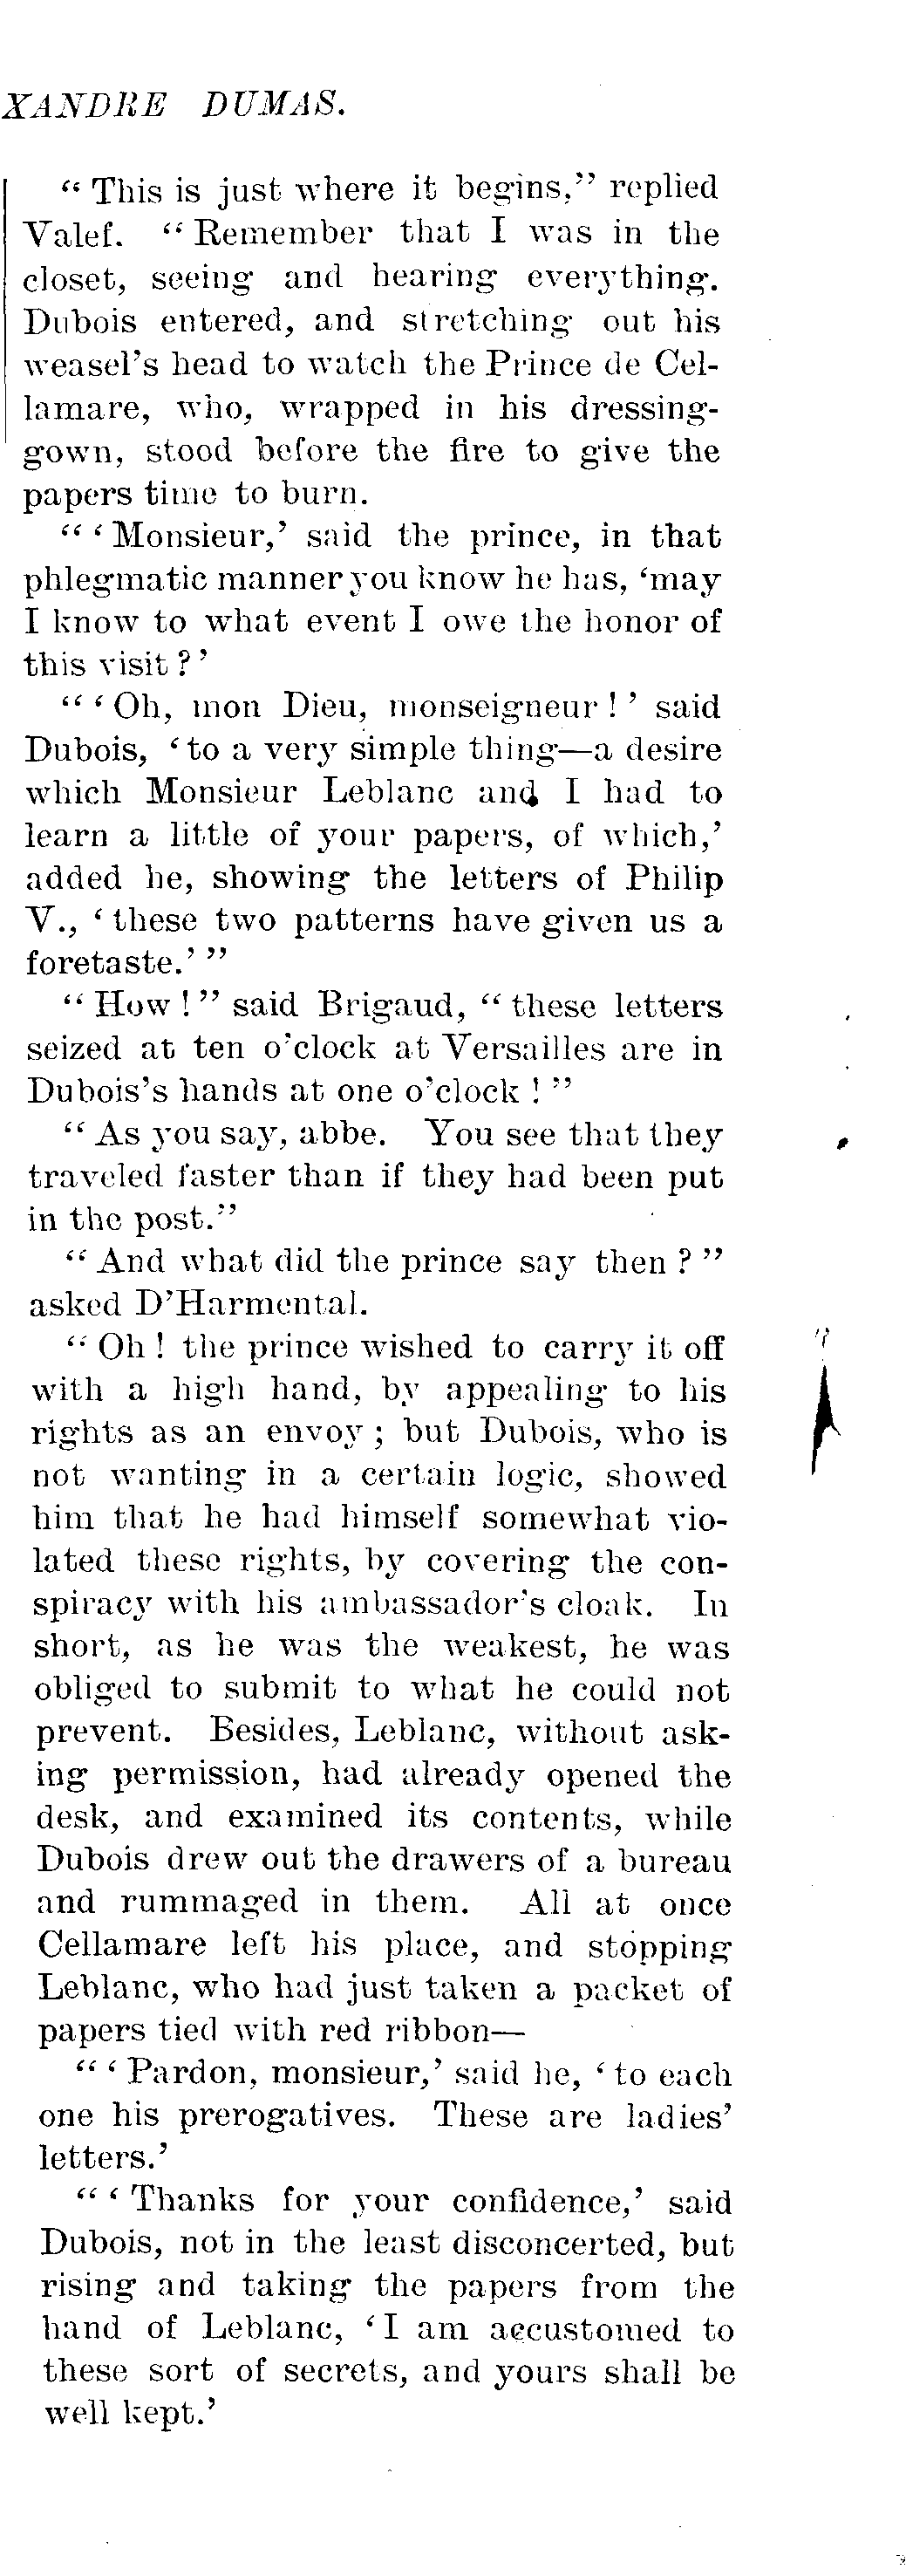 XANDRE DUMAS.
“ This is just where it begins,” replied
Valef. “ Remember that I was in the
closet, seeing and hearing everything.
Dubois entered, and stretching out his
weasel’s head to watch the Prince de Cel-
lamare, who, wrapped in his dressing-
gown, stood before the fire to give the
papers time to burn.
“ ‘ Monsieur,’ said the prince, in that
phlegmatic manner you know he has, ‘may
I know to what event I owe the honor of
this visit ? ’
“ ‘ Oh, mon Dieu, monseigneur ! ’ said
Dubois, ‘ to a very simple thing—a desire
which Monsieur Leblanc and I had to
learn a little of your papers, of which,’
added he, showing the letters of Philip
V., ‘ these two patterns have given us a
foretaste.’ ”
“ How ! ” said Brigaud, “ these letters
seized at ten o’clock at Versailles are in
Dubois’s hands at one o’clock ! ”
“ As you say, abbe. You see that they
traveled faster than if they had been put
in the post.”
“ And what did the prince say then ? ”
asked D’Harmental.
“ Oh ! the prince wished to carry it off
with a high hand, by appealing to his
rights as an envoy ; but Dubois, who is
not wanting in a certain logic, showed
him that he had himself somewhat vio-
lated these rights, by covering the con-
spiracy with his ambassador’s cloak. In
short, as he was the weakest, he was
obliged to submit to what he could not
prevent. Besides, Leblanc, without ask-
ing permission, had already opened the
desk, and examined its contents, while
Dubois drew out the drawers of a bureau
and rummaged in them. All at once
Cellamare left his place, and stopping
Leblanc, who had just taken a packet of
papers tied with red ribbon—
“ ‘ Pardon, monsieur,’ said he, ‘ to each
one his prerogatives. These are ladies’
letters.’
“ ‘ Thanks for your confidence,’ said
Dubois, not in the least disconcerted, but
rising and taking the papers from the
hand of Leblanc, ‘ I am accustomed to
these sort of secrets, and yours shall be
well kept.’